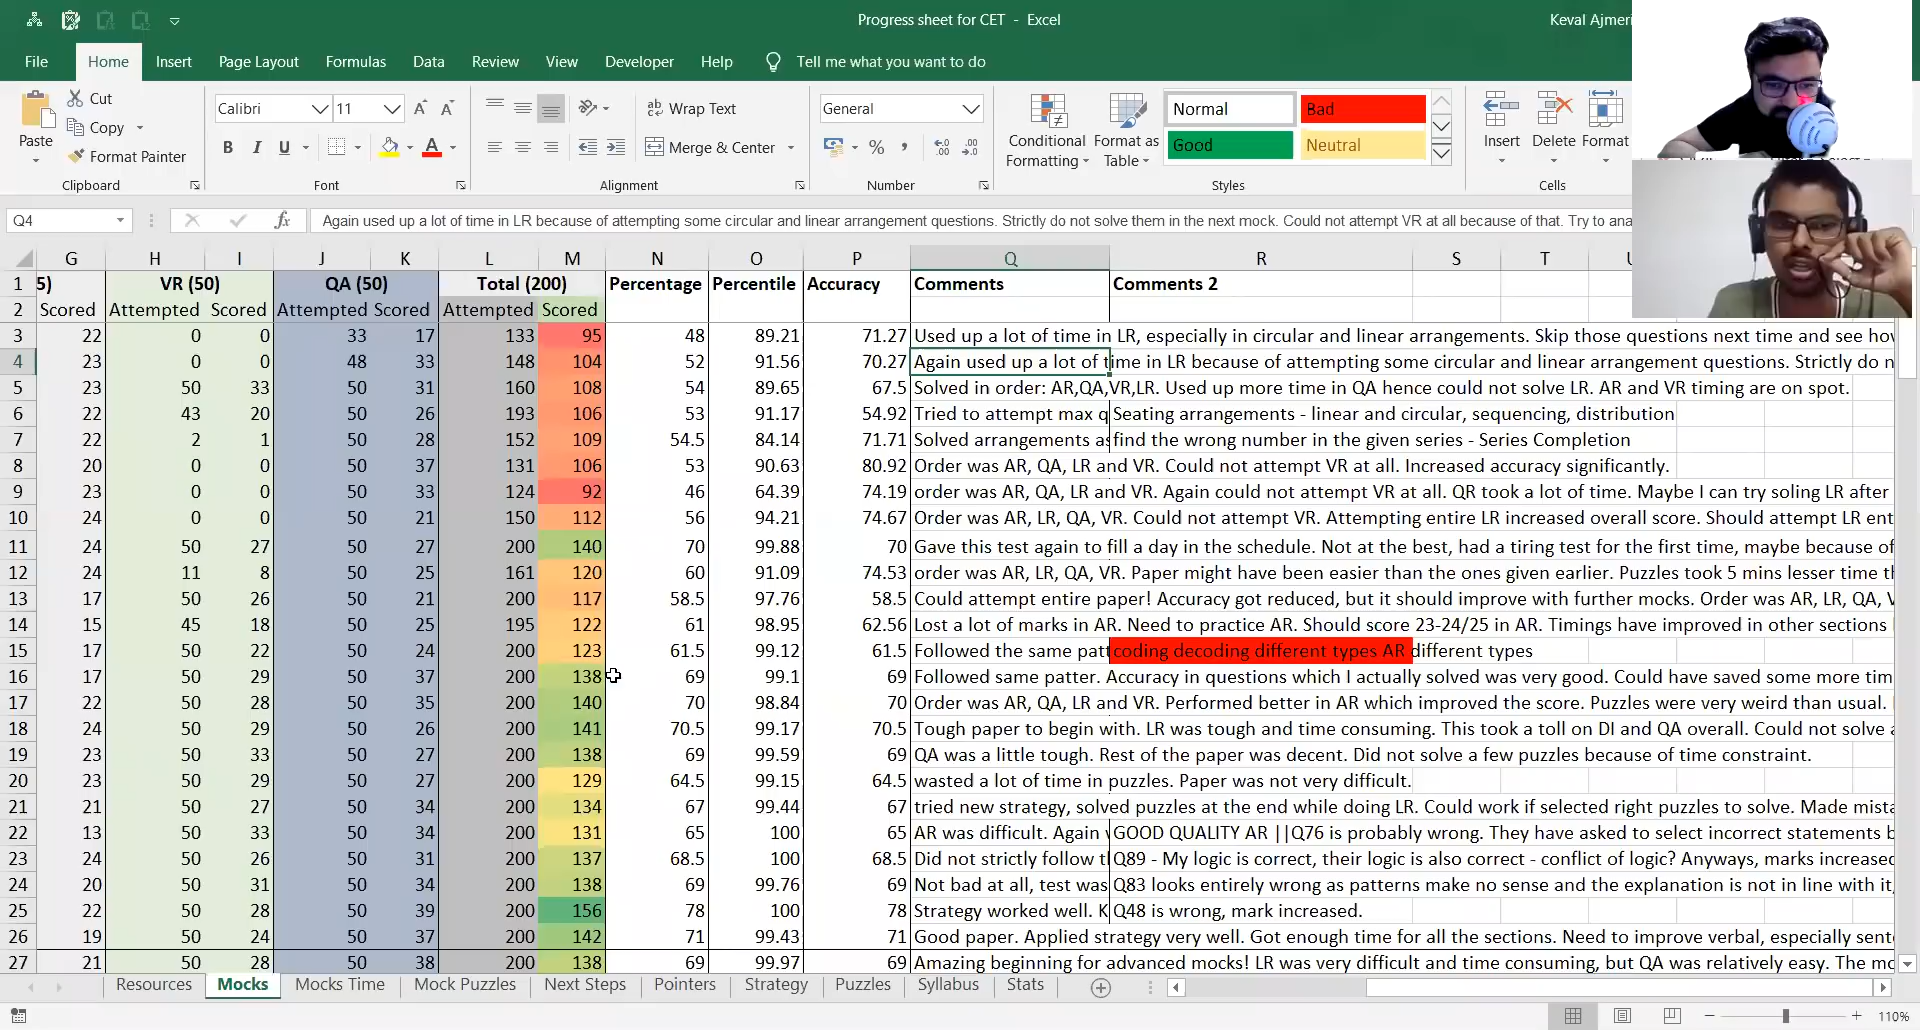 Progress sheet for CET - Excel
Keval Ajmeri
File Home Insert Page Layout Formulas Data Review View Developer Help Tell me what you want to do
Paste
Cut
Copy
Format Painter
Clipboard
Calibri 11
B I U
Font
Wrap Text
Merge & Center
Alignment
General
Number
Conditional Formatting
Format as Table
Normal Bad
Good Neutral
Styles
Insert Delete Format
Cells
Q4 fx Again used up a lot of time in LR because of attempting some circular and linear arrangement questions. Strictly do not solve them in the next mock. Could not attempt VR at all because of that. Try to ana
G H I J K L M N O P Q R S T
1 5) VR (50) QA (50) Total (200) Percentage Percentile Accuracy Comments Comments 2
2 Scored Attempted Scored Attempted Scored Attempted Scored
3 22 0 0 33 17 133 95 48 89.21 71.27 Used up a lot of time in LR, especially in circular and linear arrangements. Skip those questions next time and see how
4 23 0 0 48 33 148 104 52 91.56 70.27 Again used up a lot of time in LR because of attempting some circular and linear arrangement questions. Strictly do n
5 23 50 33 50 31 160 108 54 89.65 67.5 Solved in order: AR,QA,VR,LR. Used up more time in QA hence could not solve LR. AR and VR timing are on spot.
6 22 43 20 50 26 193 106 53 91.17 54.92 Tried to attempt max q Seating arrangements - linear and circular, sequencing, distribution
7 22 2 1 50 28 152 109 54.5 84.14 71.71 Solved arrangements as find the wrong number in the given series - Series Completion
8 20 0 0 50 37 131 106 53 90.63 80.92 Order was AR, QA, LR and VR. Could not attempt VR at all. Increased accuracy significantly.
9 23 0 0 50 33 124 92 46 64.39 74.19 order was AR, QA, LR and VR. Again could not attempt VR at all. QR took a lot of time. Maybe I can try soling LR after
10 24 0 0 50 21 150 112 56 94.21 74.67 Order was AR, LR, QA, VR. Could not attempt VR. Attempting entire LR increased overall score. Should attempt LR ent
11 24 50 27 50 27 200 140 70 99.88 70 Gave this test again to fill a day in the schedule. Not at the best, had a tiring test for the first time, maybe because of
12 24 11 8 50 25 161 120 60 91.09 74.53 order was AR, LR, QA, VR. Paper might have been easier than the ones given earlier. Puzzles took 5 mins lesser time th
13 17 50 26 50 21 200 117 58.5 97.76 58.5 Could attempt entire paper! Accuracy got reduced, but it should improve with further mocks. Order was AR, LR, QA, V
14 15 45 18 50 25 195 122 61 98.95 62.56 Lost a lot of marks in AR. Need to practice AR. Should score 23-24/25 in AR. Timings have improved in other sections
15 17 50 22 50 24 200 123 61.5 99.12 61.5 Followed the same patt coding decoding different types AR different types
16 17 50 29 50 37 200 138 69 99.1 69 Followed same patter. Accuracy in questions which I actually solved was very good. Could have saved some more tim
17 22 50 28 50 35 200 140 70 98.84 70 Order was AR, QA, LR and VR. Performed better in AR which improved the score. Puzzles were very weird than usual.
18 24 50 29 50 26 200 141 70.5 99.17 70.5 Tough paper to begin with. LR was tough and time consuming. This took a toll on DI and QA overall. Could not solve a
19 23 50 33 50 27 200 138 69 99.59 69 QA was a little tough. Rest of the paper was decent. Did not solve a few puzzles because of time constraint.
20 23 50 29 50 27 200 129 64.5 99.15 64.5 wasted a lot of time in puzzles. Paper was not very difficult.
21 21 50 27 50 34 200 134 67 99.44 67 tried new strategy, solved puzzles at the end while doing LR. Could work if selected right puzzles to solve. Made mista
22 13 50 33 50 34 200 131 65 100 65 AR was difficult. Again GOOD QUALITY AR ||Q76 is probably wrong. They have asked to select incorrect statements b
23 24 50 26 50 31 200 137 68.5 100 68.5 Did not strictly follow th Q89 - My logic is correct, their logic is also correct - conflict of logic? Anyways, marks increased
24 20 50 31 50 34 200 138 69 99.76 69 Not bad at all, test was Q83 looks entirely wrong as patterns make no sense and the explanation is not in line with it,
25 22 50 28 50 39 200 156 78 100 78 Strategy worked well. K Q48 is wrong, mark increased.
26 19 50 24 50 37 200 142 71 99.43 71 Good paper. Applied strategy very well. Got enough time for all the sections. Need to improve verbal, especially sent
27 21 50 28 50 38 200 138 69 99.97 69 Amazing beginning for advanced mocks! LR was very difficult and time consuming, but QA was relatively easy. The mo
Resources Mocks Mocks Time Mock Puzzles Next Steps Pointers Strategy Puzzles Syllabus Stats
110%